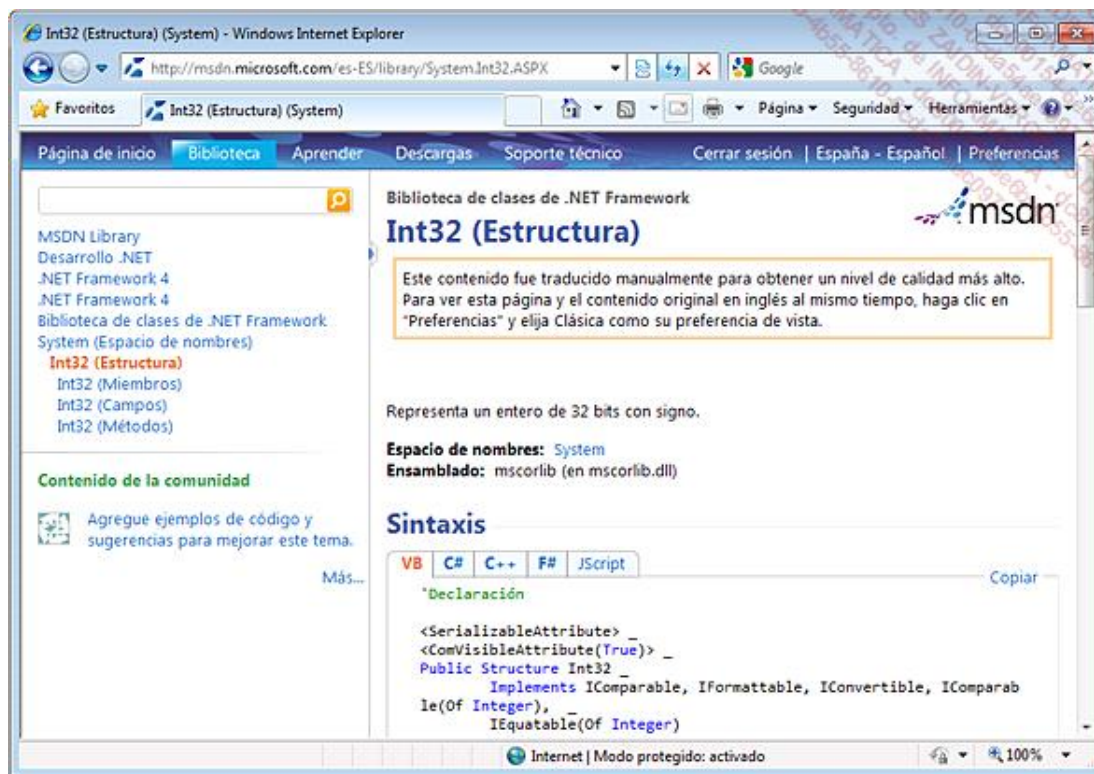 Int32 (Estructura) (System) - Windows Internet Explorer
http://msdn.microsoft.com/es-ES/library/System.Int32.ASPX
Google
Favoritos
Int32 (Estructura) (System)
Página
Seguridad
Herramientas
Página de inicio
Biblioteca
Aprender
Descargas
Soporte técnico
Cerrar sesión | España - Español | Preferencias
MSDN Library
Desarrollo .NET
.NET Framework 4
.NET Framework 4
Biblioteca de clases de .NET Framework
System (Espacio de nombres)
Int32 (Estructura)
Int32 (Miembros)
Int32 (Campos)
Int32 (Métodos)
Contenido de la comunidad
Agregue ejemplos de código y
sugerencias para mejorar este tema.
Más...
Biblioteca de clases de .NET Framework
msdn
Int32 (Estructura)
Este contenido fue traducido manualmente para obtener un nivel de calidad más alto.
Para ver esta página y el contenido original en inglés al mismo tiempo, haga clic en
"Preferencias" y elija Clásica como su preferencia de vista.
Representa un entero de 32 bits con signo.
Espacio de nombres: System
Ensamblado: mscorlib (en mscorlib.dll)
Sintaxis
VB C# C++ F# JScript
Copiar
'Declaración
<SerializableAttribute> _
<ComVisibleAttribute(True)> _
Public Structure Int32 _
Implements IComparable, IFormattable, IConvertible, IComparab
le(Of Integer), _
IEquatable(Of Integer)
Internet | Modo protegido: activado
100%